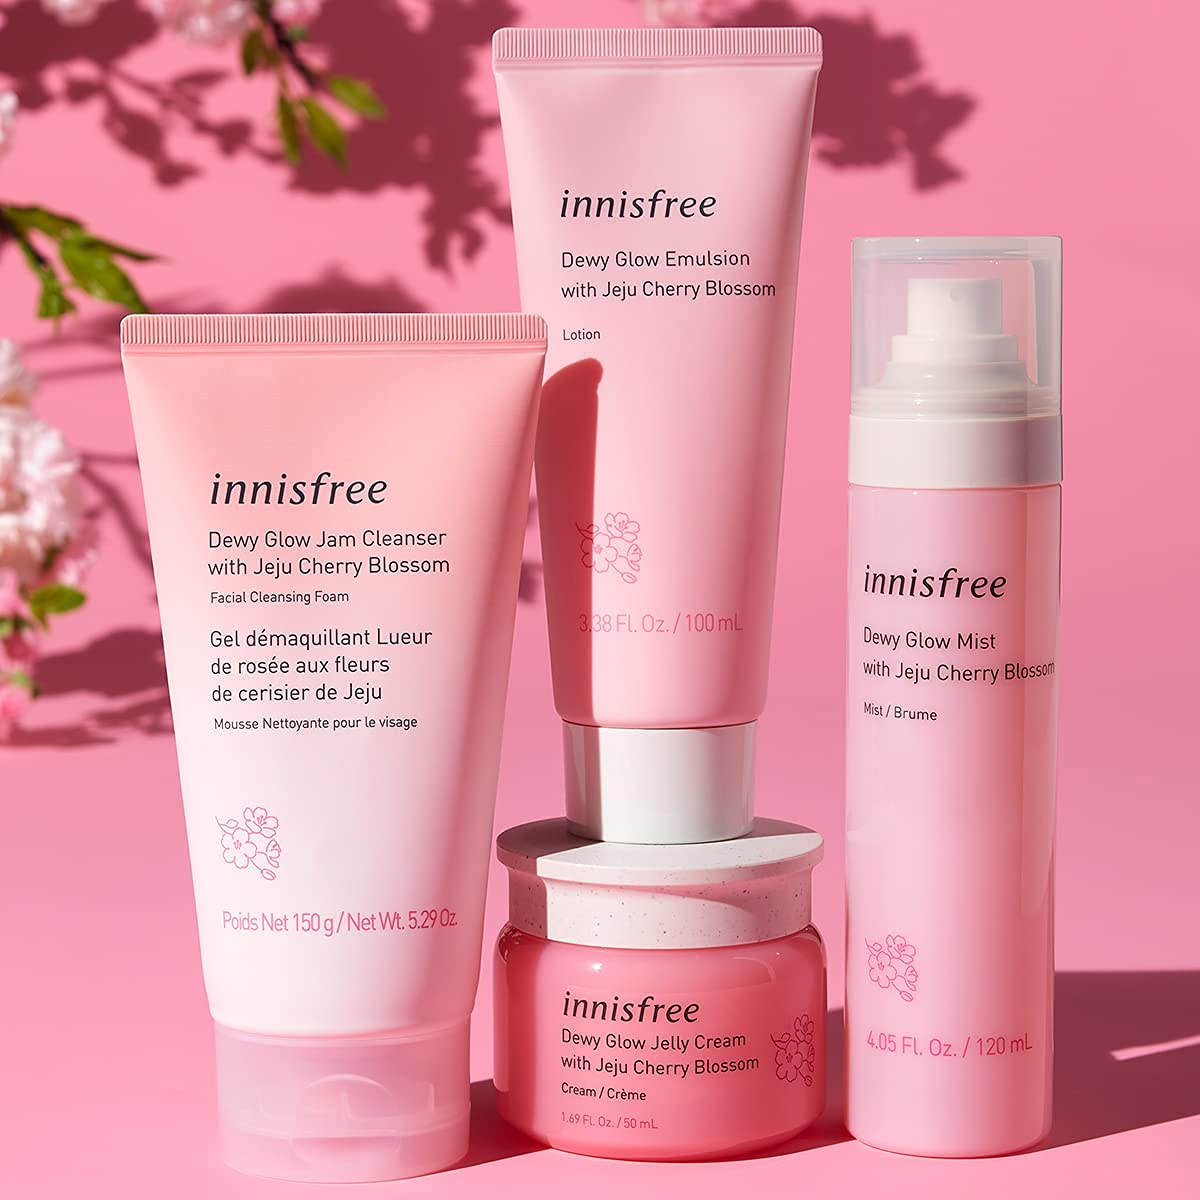 innisfree
Dewy Glow Jam Cleanser
with Jeju Cherry Blossom
Facial Cleansing Foam
Gel démaquillant Lueur
de rosée aux fleurs
de cerisier de Jeju
Mousse Nettoyante pour le visage
Poids Net 150 g / Net Wt. 5.29 Oz.
innisfree
Dewy Glow Emulsion
with Jeju Cherry Blossom
Lotion
3.38 Fl. Oz. / 100 mL
innisfree
Dewy Glow Jelly Cream
with Jeju Cherry Blossom
Cream / Crème
1.69 Fl. Oz. / 50 mL
innisfree
Dewy Glow Mist
with Jeju Cherry Blossom
Mist / Brume
4.05 Fl. Oz. / 120 mL